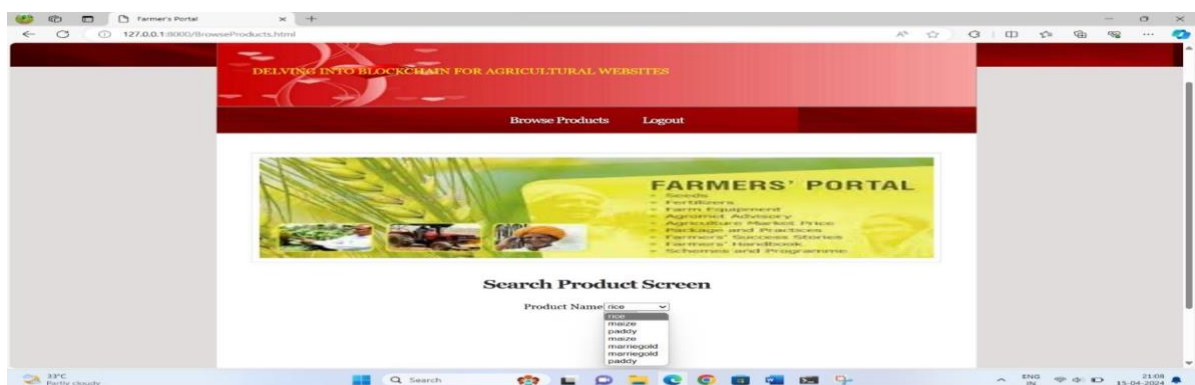 Farmer's Portal
127.0.0.1:8000/BrowseProducts.html
DELVING INTO BLOCKCHAIN FOR AGRICULTURAL WEBSITES
Browse Products Logout
FARMERS' PORTAL
Seeds
Fertilizers
Farm Equipment
Agromet Advisory
Agriculture Market Price
Package and Practices
Farmers' Success Stories
Farmers' Handbook
Schemes and Programme
Search Product Screen
Product Name rice
rice
maize
paddy
maize
marriegold
marriegold
paddy
33°C
Partly cloudy
Search
ENG
IN
21:08
15-04-2024